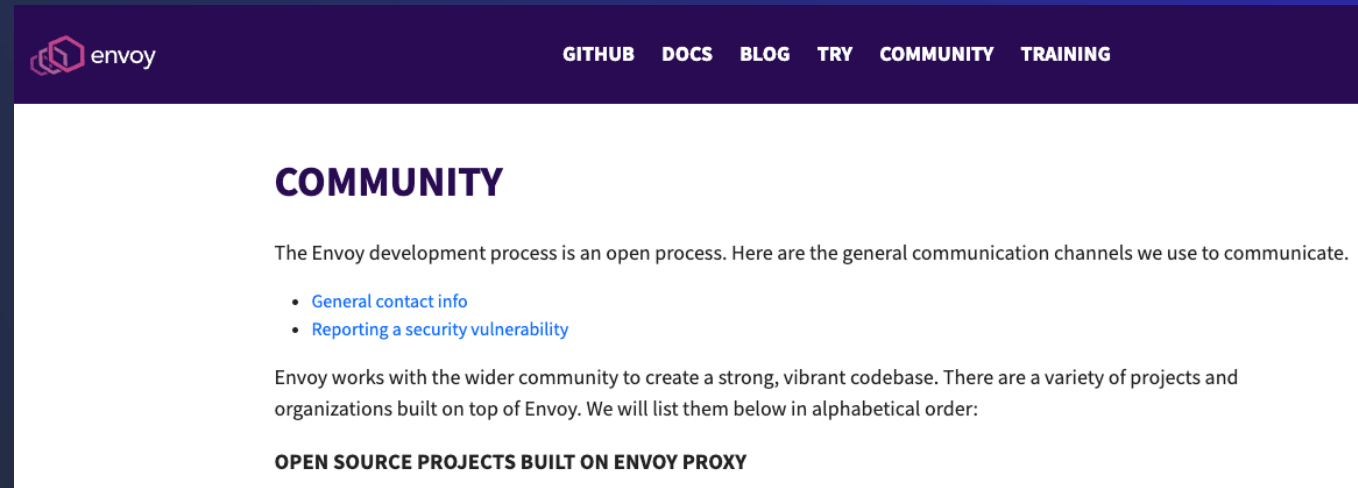 envoy
GITHUB DOCS BLOG TRY COMMUNITY TRAINING
COMMUNITY
The Envoy development process is an open process. Here are the general communication channels we use to communicate.
• General contact info
• Reporting a security vulnerability
Envoy works with the wider community to create a strong, vibrant codebase. There are a variety of projects and
organizations built on top of Envoy. We will list them below in alphabetical order:
OPEN SOURCE PROJECTS BUILT ON ENVOY PROXY